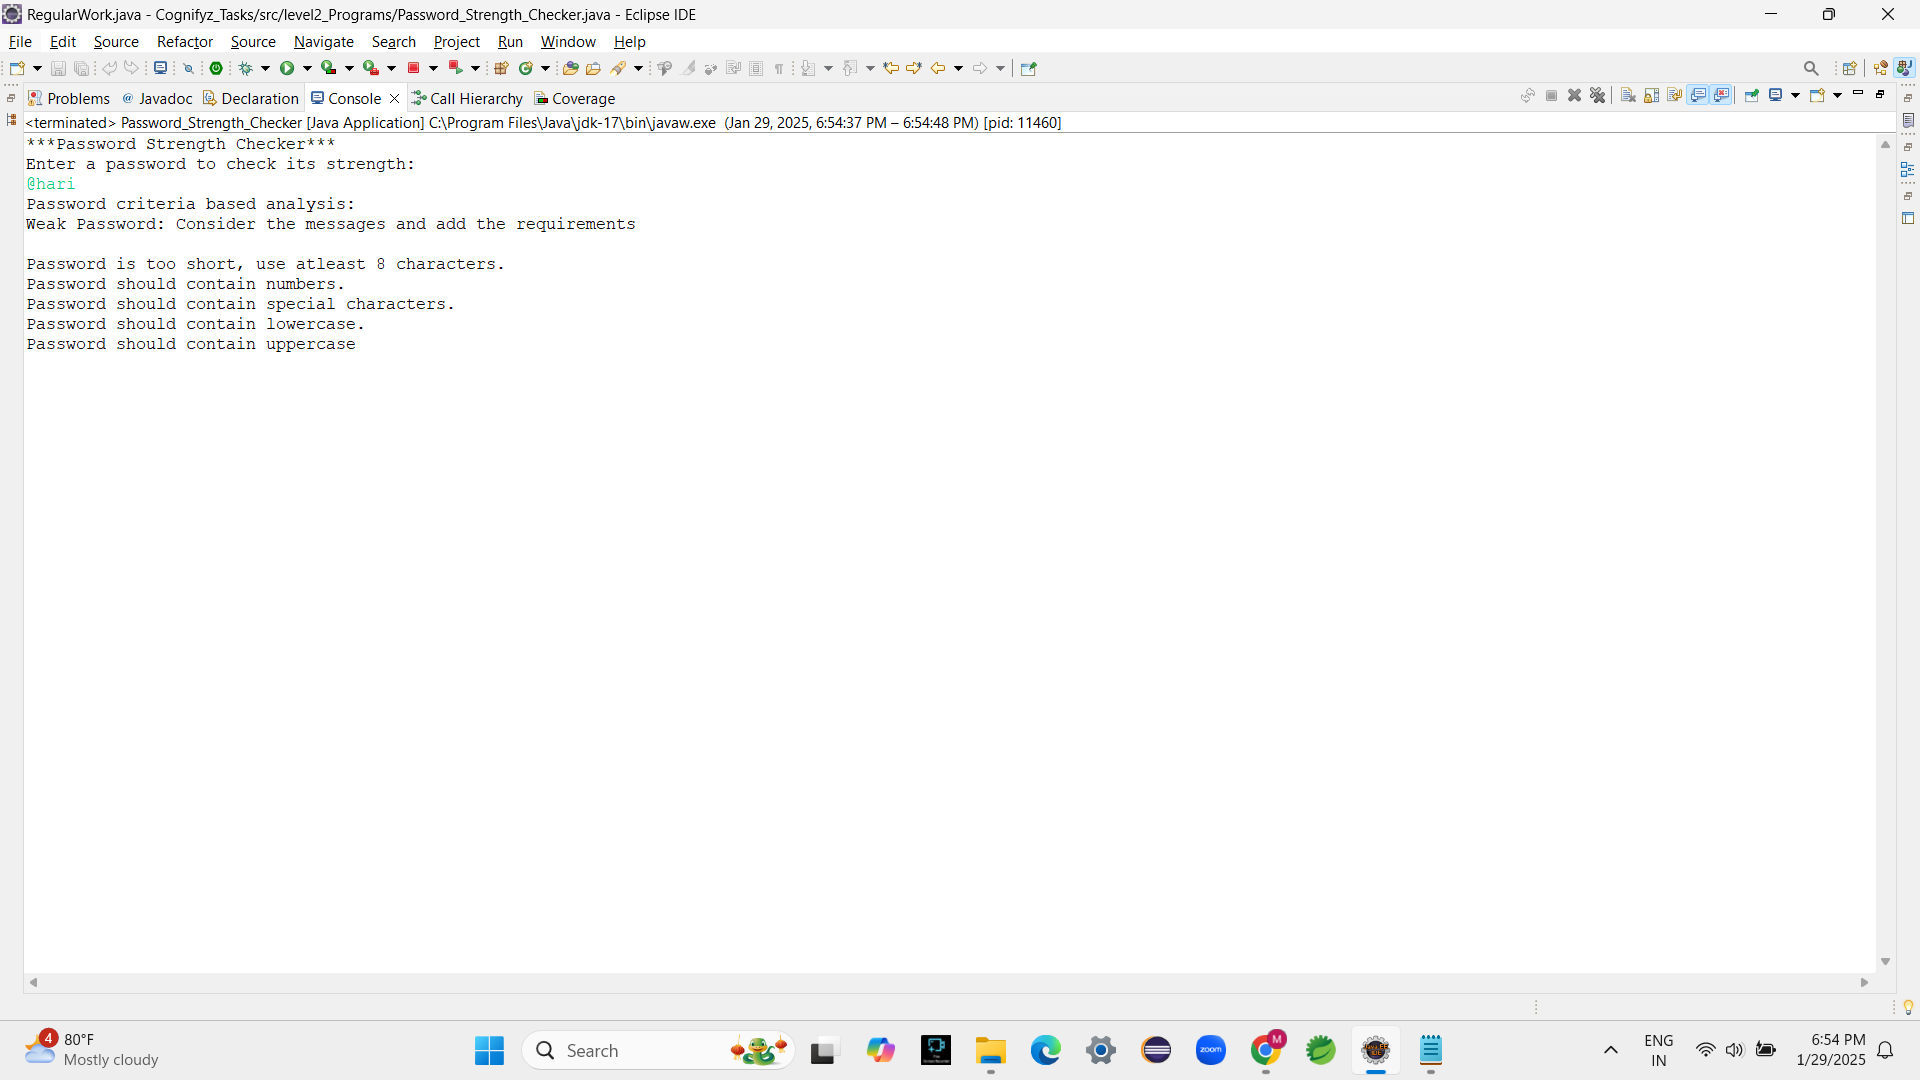 RegularWork.java - Cognifyz_Tasks/src/level2_Programs/Password_Strength_Checker.java - Eclipse IDE
File Edit Source Refactor Source Navigate Search Project Run Window Help
Problems @ Javadoc Declaration Console Call Hierarchy Coverage
<terminated> Password_Strength_Checker [Java Application] C:\Program Files\Java\jdk-17\bin\javaw.exe (Jan 29, 2025, 6:54:37 PM – 6:54:48 PM) [pid: 11460]
***Password Strength Checker***
Enter a password to check its strength:
@hari
Password criteria based analysis:
Weak Password: Consider the messages and add the requirements
Password is too short, use atleast 8 characters.
Password should contain numbers.
Password should contain special characters.
Password should contain lowercase.
Password should contain uppercase
4 80°F
Mostly cloudy
Search
zoom
M
ENG
IN
6:54 PM
1/29/2025